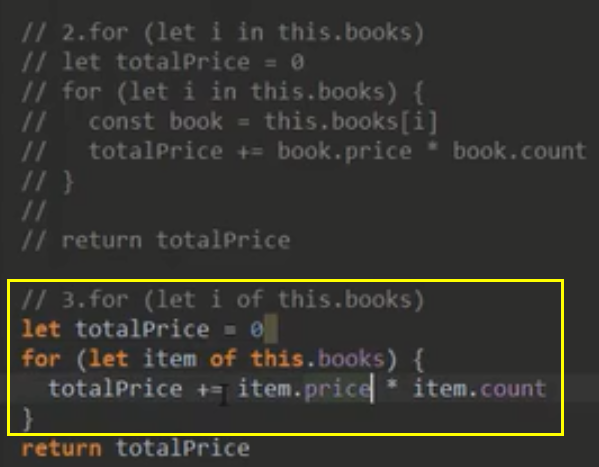 // 2.for (let i in this.books)
// let totalPrice = 0
// for (let i in this.books) {
//   const book = this.books[i]
//   totalPrice += book.price * book.count
// }
//
// return totalPrice
// 3.for (let i of this.books)
let totalPrice = 0
for (let item of this.books) {
  totalPrice += item.price * item.count
}
return totalPrice